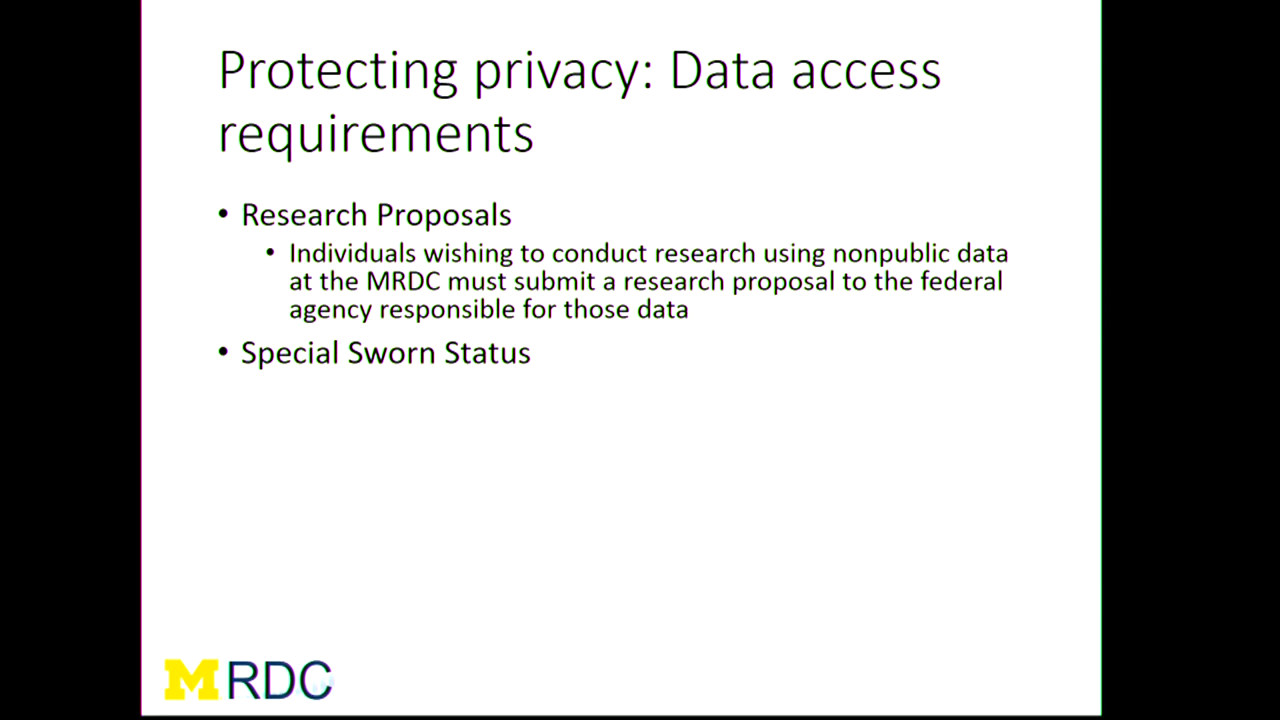 Protecting privacy: Data access
requirements
• Research Proposals
• Individuals wishing to conduct research using nonpublic data
at the MRDC must submit a research proposal to the federal
agency responsible for those data
• Special Sworn Status
M RDC